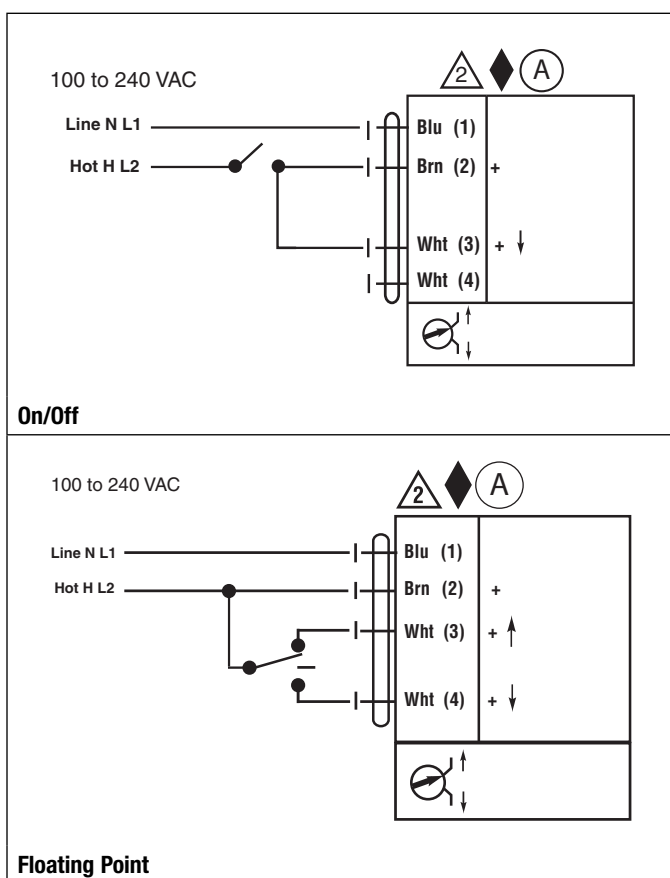 100 to 240 VAC
2 A
Line N L1
Blu (1)
Hot H L2
Brn (2) +
Wht (3) + ↓
Wht (4)
On/Off
100 to 240 VAC
2 A
Line N L1
Blu (1)
Hot H L2
Brn (2) +
Wht (3) + ↑
Wht (4) + ↓
Floating Point